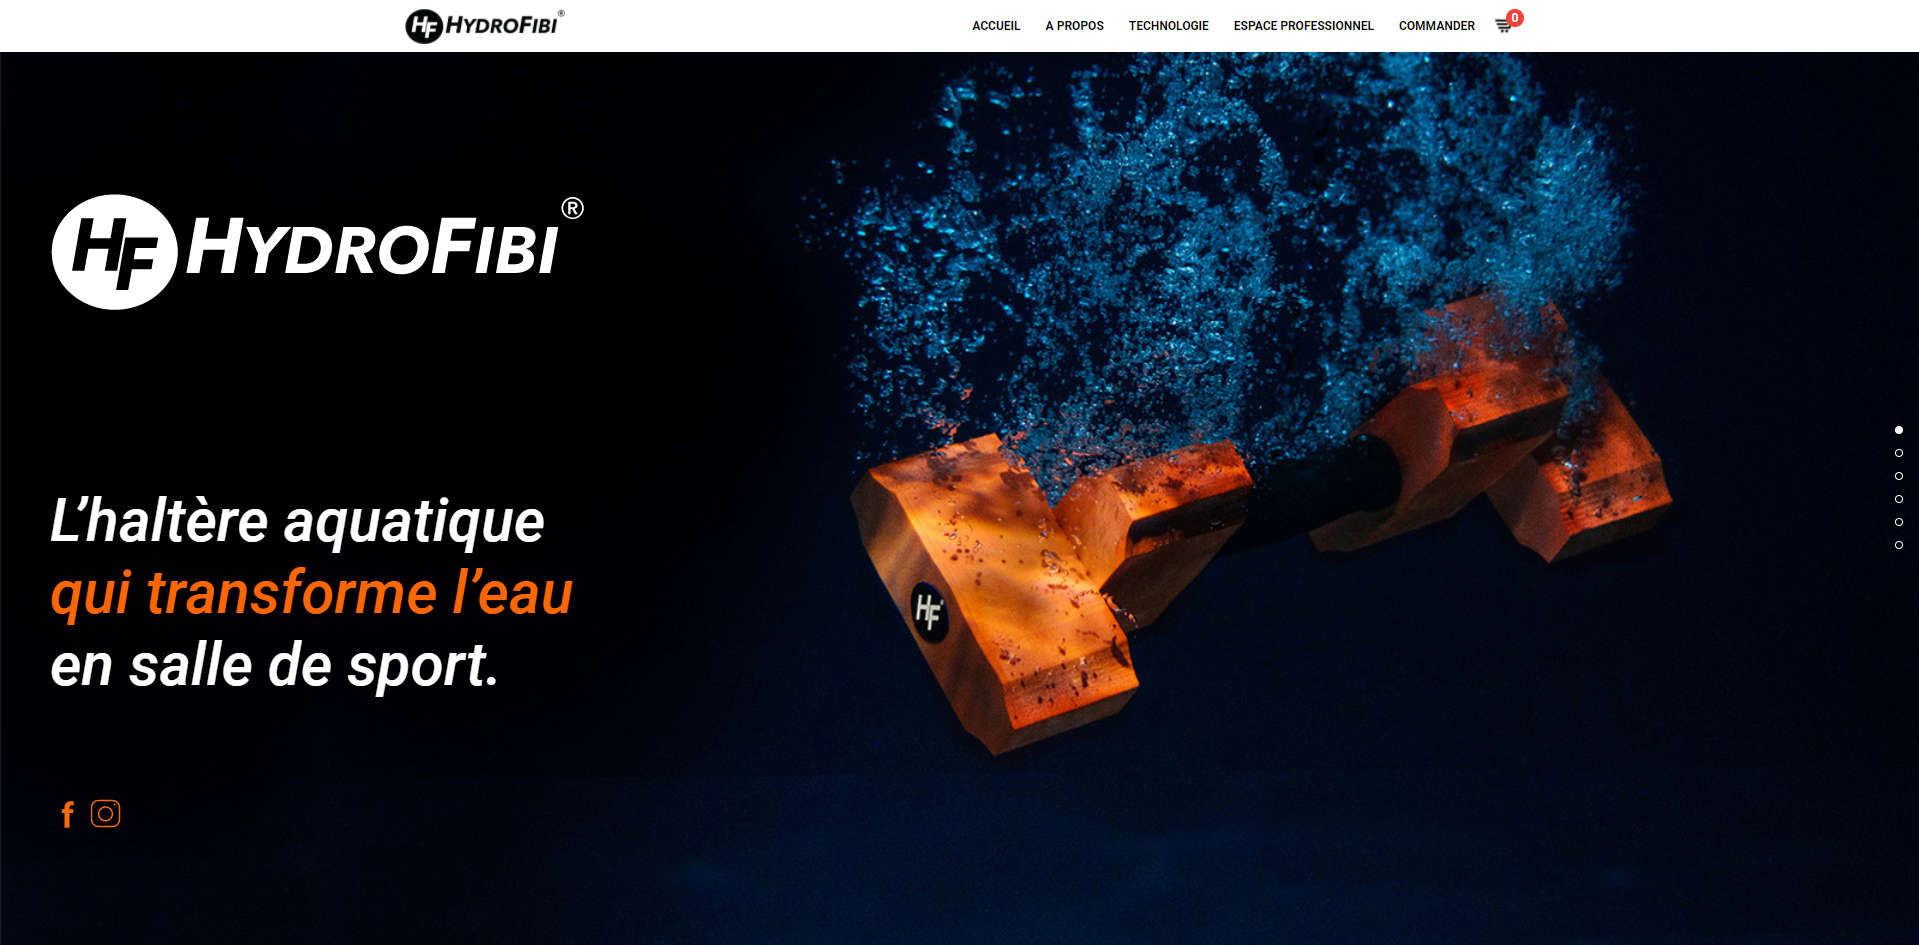 HF HYDROFIBI ®
ACCUEIL A PROPOS TECHNOLOGIE ESPACE PROFESSIONNEL COMMANDER 0
HF HYDROFIBI ®
L’haltère aquatique
qui transforme l’eau
en salle de sport.
HF
f